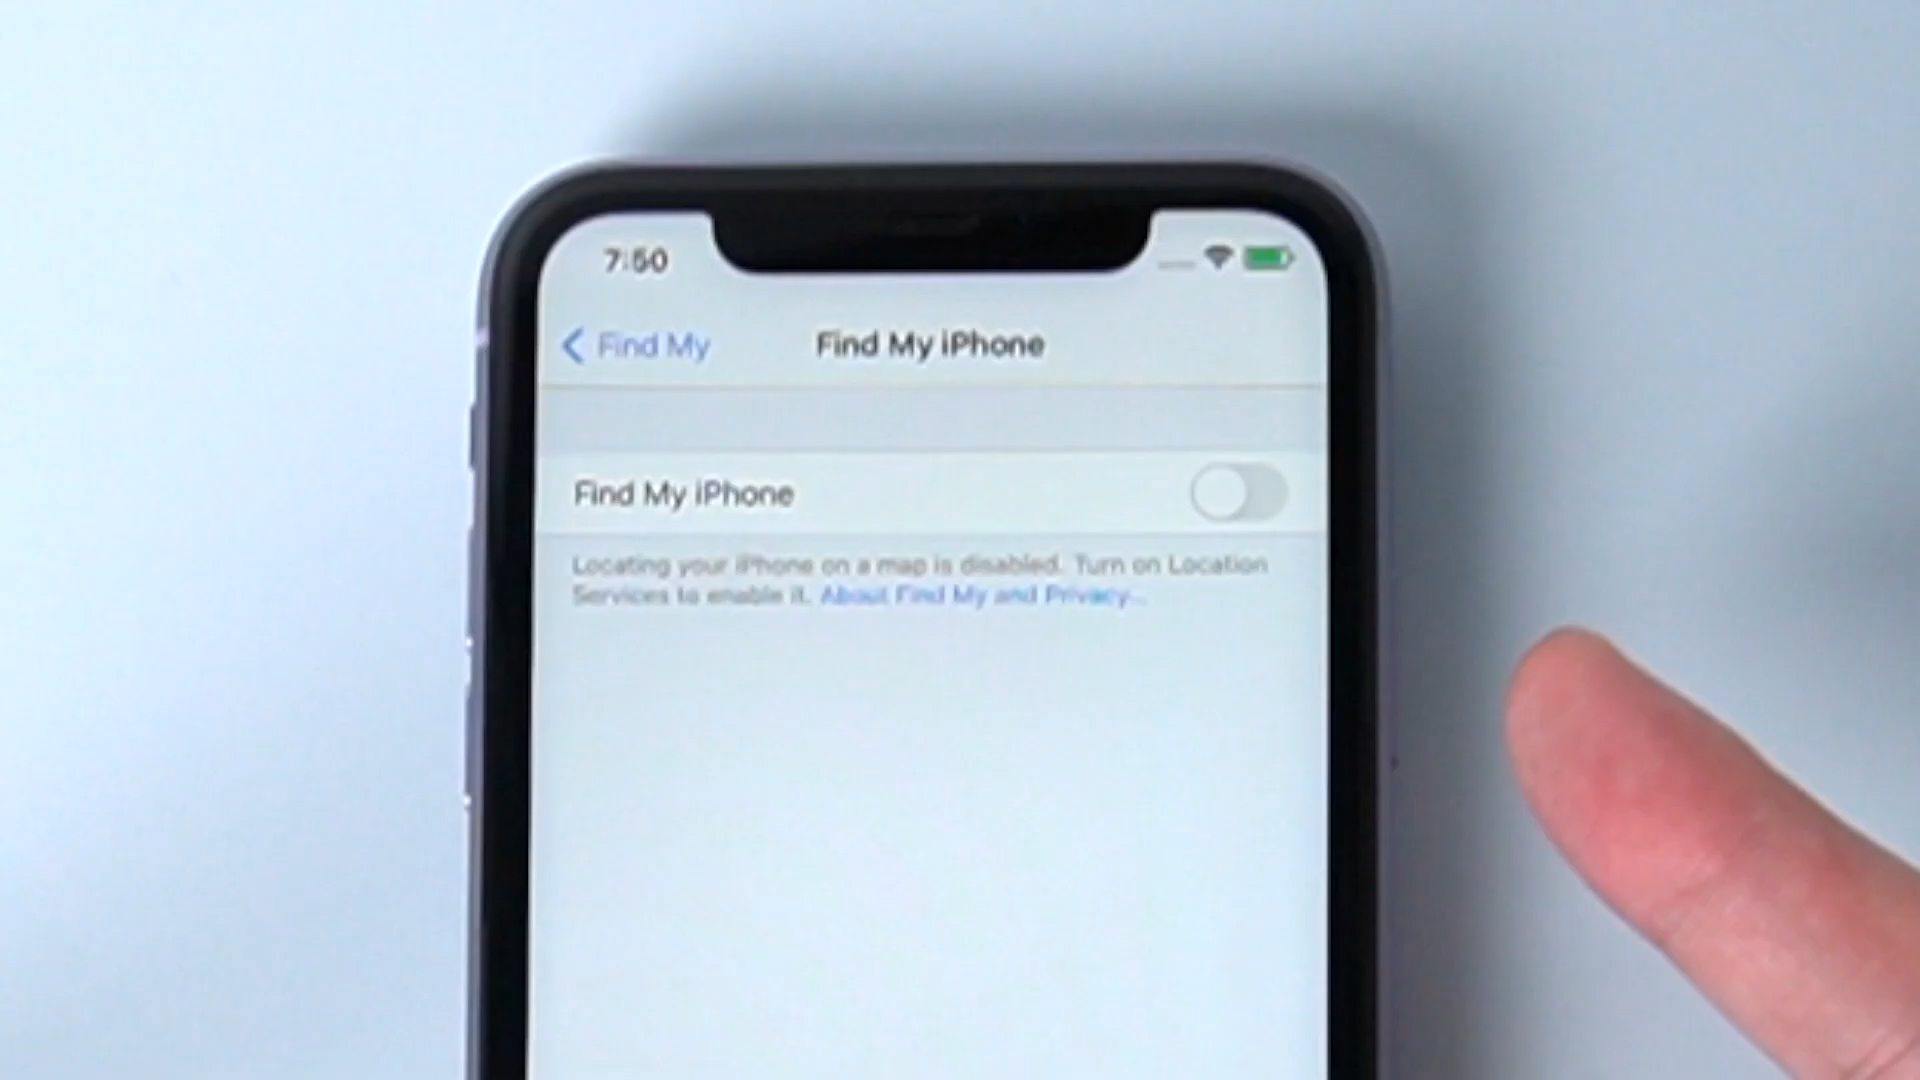 7:50
Find My
Find My iPhone
Find My iPhone
Locating your iPhone on a map is disabled. Turn on Location
Services to enable it. About Find My and Privacy...